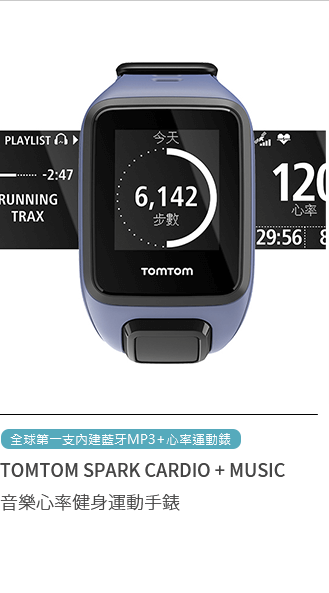 PLAYLIST
-2:47
RUNNING
TRAX
今天
6,142
步數
TOMTOM
120
心率
29:56
8
全球第一支內建藍牙MP3+心率運動錶
TOMTOM SPARK CARDIO + MUSIC
音樂心率健身運動手錶